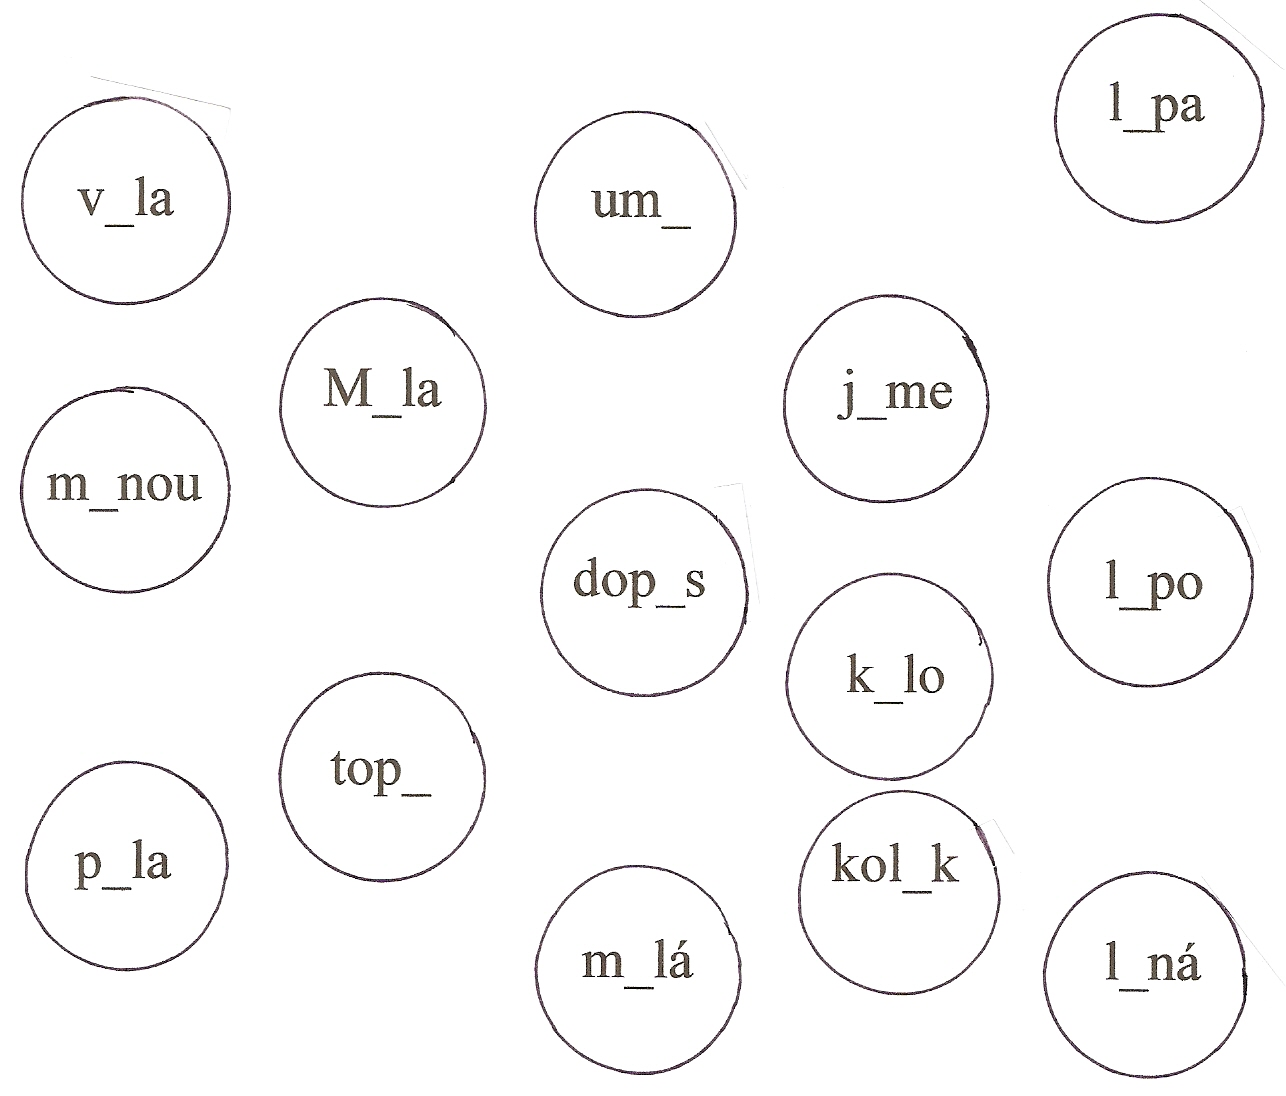 l_pa
v_la
um_
M_la
j_me
m_nou
dop_s
l_po
k_lo
top_
p_la
kol_k
m_lá
l_ná